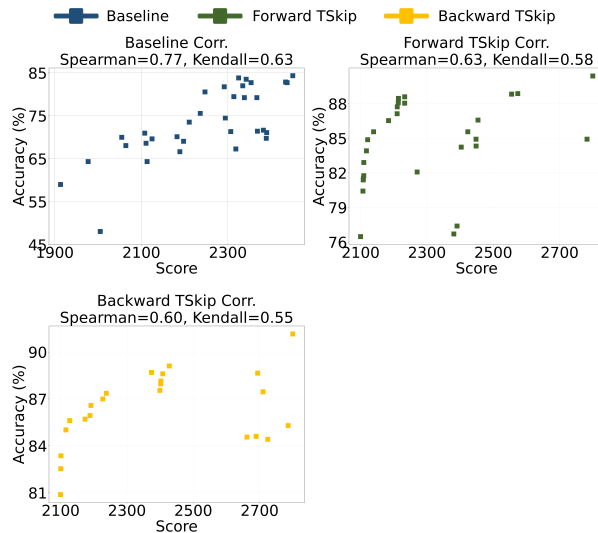 Baseline Forward TSkip Backward TSkip
Baseline Corr.
Spearman=0.77, Kendall=0.63
Accuracy (%)
85
75
65
55
45
1900 2100 2300
Score
Forward TSkip Corr.
Spearman=0.63, Kendall=0.58
Accuracy (%)
88
85
82
79
76
2100 2300 2500 2700
Score
Backward TSkip Corr.
Spearman=0.60, Kendall=0.55
Accuracy (%)
90
87
84
81
2100 2300 2500 2700
Score